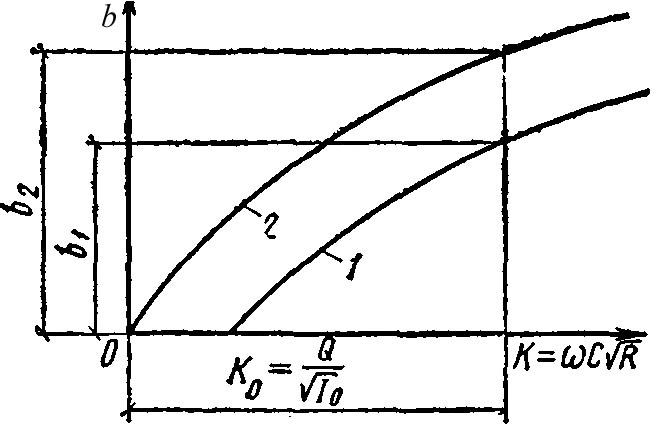 b
b₂
b₁
2
1
0
K₀ = Q/√I₀
K = ωC√R